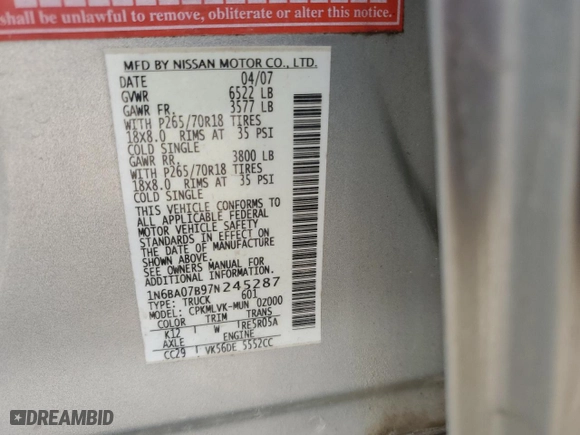 shall be unlawful to remove, obliterate or alter this notice.
MFD BY NISSAN MOTOR CO., LTD.
DATE 04/07
GVWR 6522 LB
GAWR FR. 3577 LB
WITH P265/70R18 TIRES
18X8.0 RIMS AT 35 PSI
COLD SINGLE
GAWR RR. 3800 LB
WITH P265/70R18 TIRES
18X8.0 RIMS AT 35 PSI
COLD SINGLE
THIS VEHICLE CONFORMS TO
ALL APPLICABLE FEDERAL
MOTOR VEHICLE SAFETY
STANDARDS IN EFFECT ON
THE DATE OF MANUFACTURE
SHOWN ABOVE.
SEE OWNERS MANUAL FOR
FURTHER INFORMATION
1N6BA07B97N245287
TYPE: TRUCK 601
MODEL: CPKMLVK-MUN 02000
COLOR TRIM TRANS
K12 W TRE5R05A
AXLE ENGINE
CC29 VK56DE 5552CC
DREAMBID